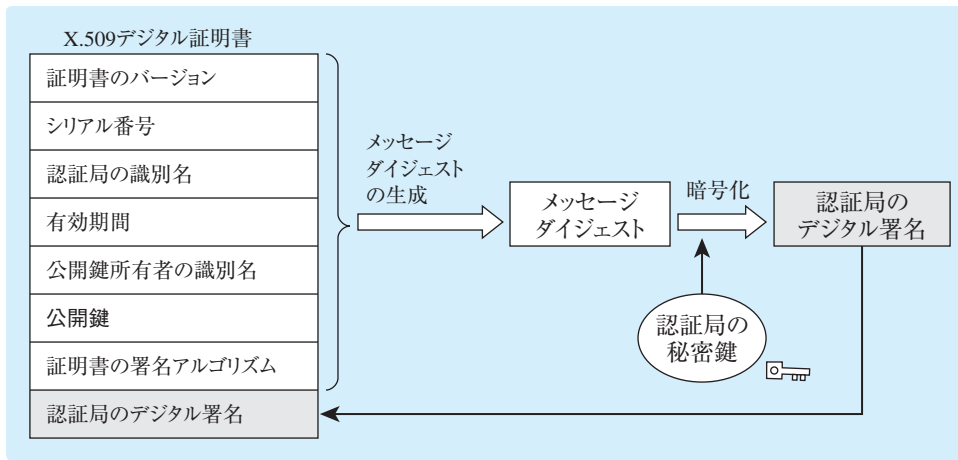 X.509デジタル証明書
証明書のバージョン
シリアル番号
認証局の識別名
有効期間
公開鍵所有者の識別名
公開鍵
証明書の署名アルゴリズム
認証局のデジタル署名
メッセージ
ダイジェスト
の生成
メッセージ
ダイジェスト
暗号化
認証局の
秘密鍵
認証局の
デジタル署名